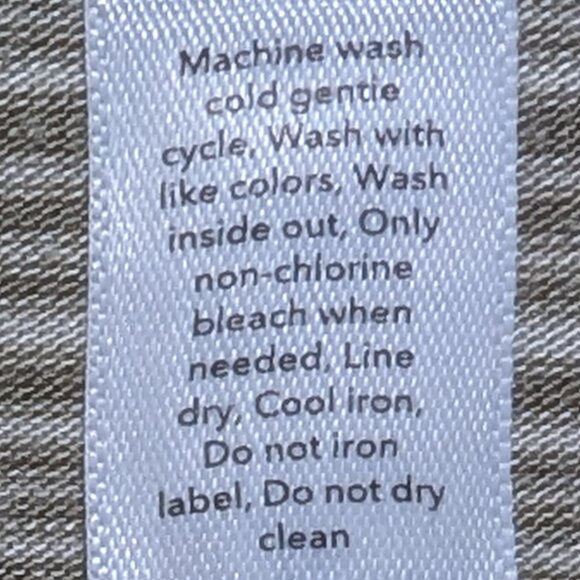 Machine wash
cold gentle
cycle, Wash with
like colors, Wash
inside out, Only
non-chlorine
bleach when
needed, Line
dry, Cool iron,
Do not iron
label, Do not dry
clean